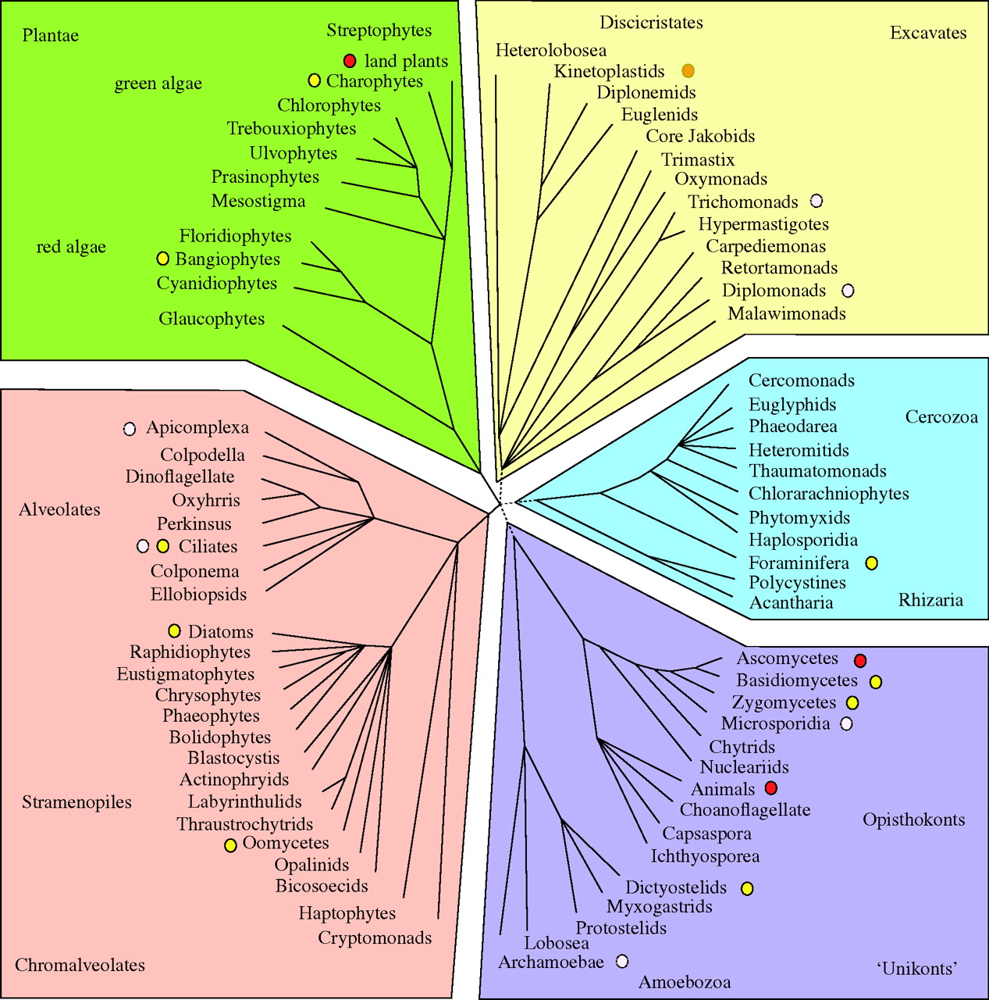 Plantae
Streptophytes
land plants
green algae
Charophytes
Chlorophytes
Trebouxiophytes
Ulvophytes
Prasinophytes
Mesostigma
Floridiophytes
red algae
Bangiophytes
Cyanidiophytes
Glaucophytes
Discicristates
Excavates
Heterolobosea
Kinetoplastids
Diplonemids
Euglenids
Core Jakobids
Trimastix
Oxymonads
Trichomonads
Hypermastigotes
Carpediemonas
Retortamonads
Diplomonads
Malawimonads
Cercomonads
Euglyphids
Cercozoa
Phaeodarea
Heteromitids
Thaumatomonads
Chlorarachniophytes
Phytomyxids
Haplosporidia
Foraminifera
Polycystines
Rhizaria
Acantharia
Apicomplexa
Colpodella
Dinoflagellate
Oxyhrris
Alveolates
Perkinsus
Ciliates
Colponema
Ellobiopsids
Diatoms
Raphidiophytes
Eustigmatophytes
Chrysophytes
Phaeophytes
Bolidophytes
Blastocystis
Actinophryids
Stramenopiles
Labyrinthulids
Thraustrochytrids
Oomycetes
Opalinids
Bicosoecids
Haptophytes
Cryptomonads
Chromalveolates
Ascomycetes
Basidiomycetes
Zygomycetes
Microsporidia
Chytrids
Nucleariids
Animals
Choanoflagellate
Opisthokonts
Capsaspora
Ichthyosporea
Dictyostelids
Myxogastrids
Protostelids
Lobosea
Archamoebae
‘Unikonts’
Amoebozoa